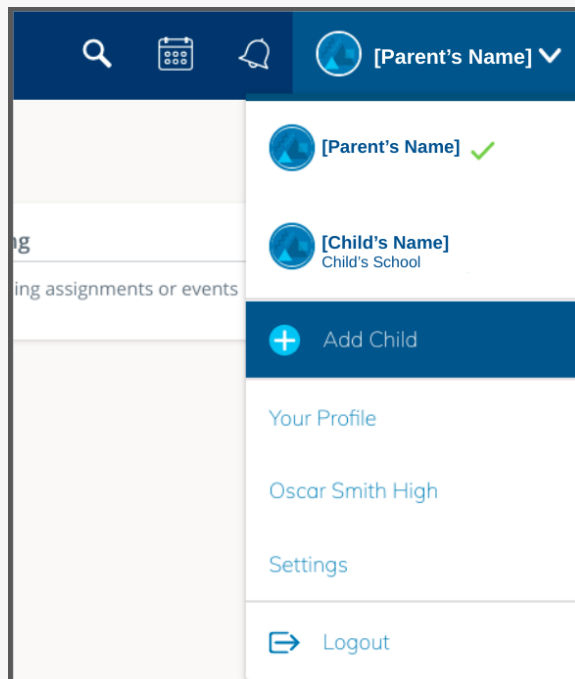 [Parent’s Name]
[Parent’s Name]
[Child’s Name]
Child’s School
ng
ing assignments or events
Add Child
Your Profile
Oscar Smith High
Settings
Logout